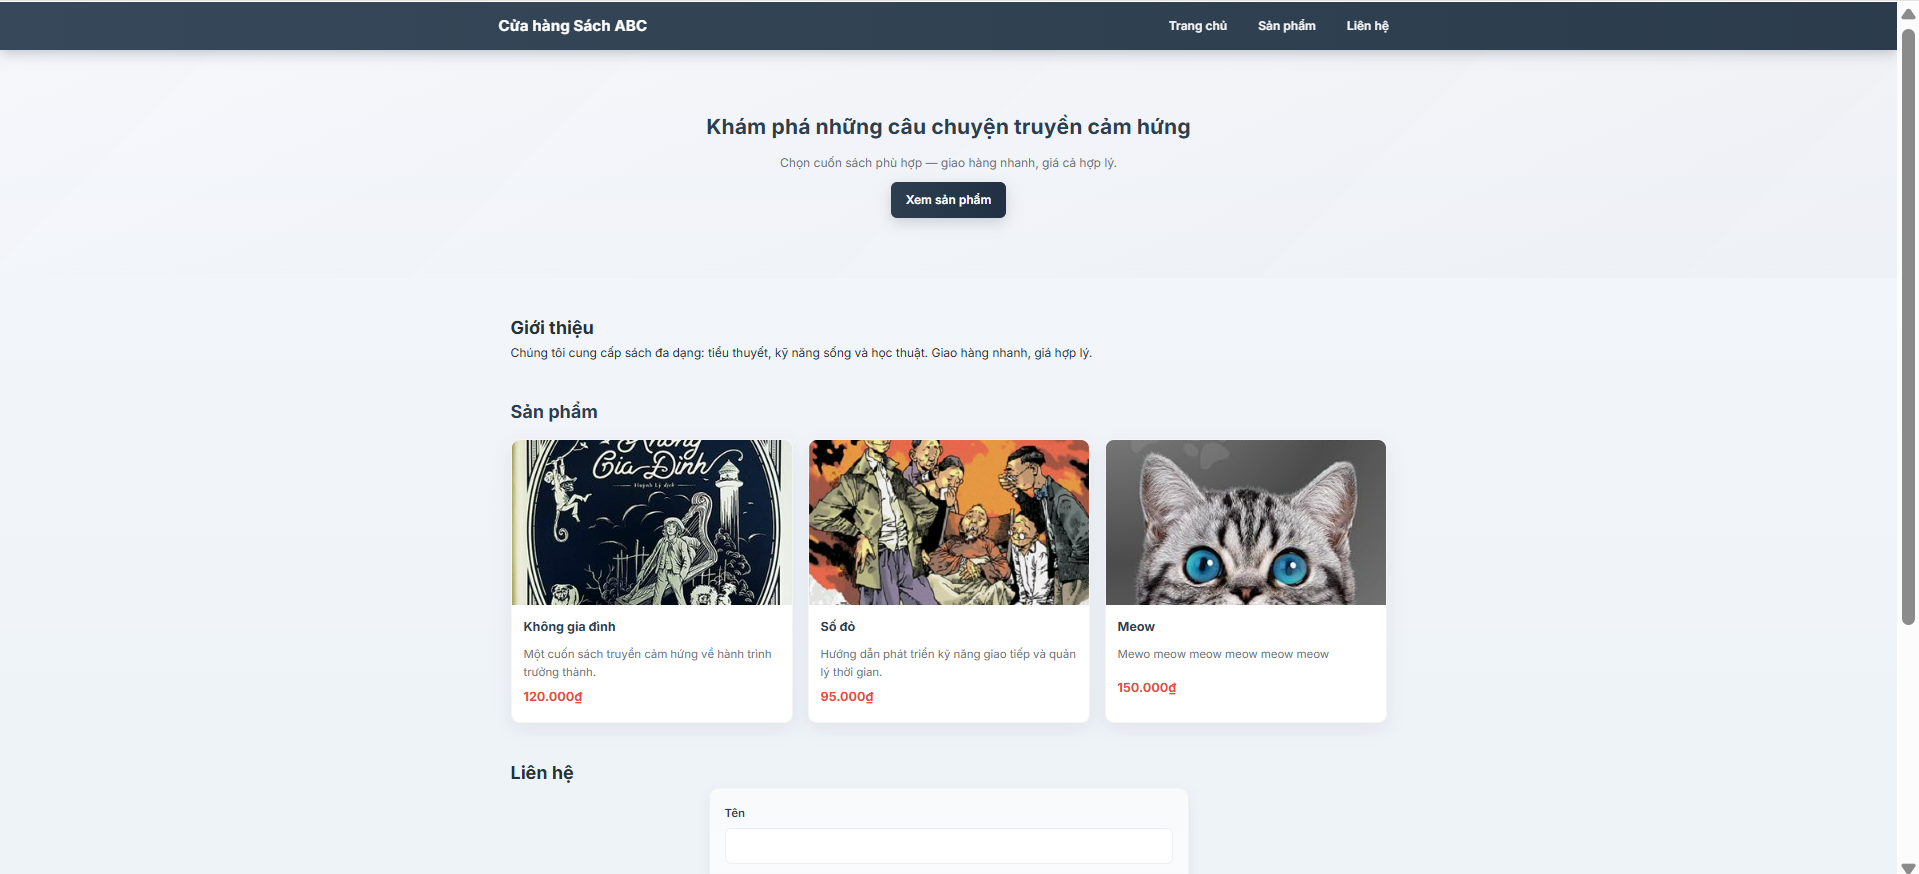 Cửa hàng Sách ABC
Trang chủ
Sản phẩm
Liên hệ
Khám phá những câu chuyện truyền cảm hứng
Chọn cuốn sách phù hợp — giao hàng nhanh, giá cả hợp lý.
Xem sản phẩm
Giới thiệu
Chúng tôi cung cấp sách đa dạng: tiểu thuyết, kỹ năng sống và học thuật. Giao hàng nhanh, giá hợp lý.
Sản phẩm
Không
Gia Đình
Huỳnh Lý dịch
Không gia đình
Một cuốn sách truyền cảm hứng về hành trình
trưởng thành.
120.000₫
Số đỏ
Hướng dẫn phát triển kỹ năng giao tiếp và quản
lý thời gian.
95.000₫
Meow
Mewo meow meow meow meow meow
150.000₫
Liên hệ
Tên